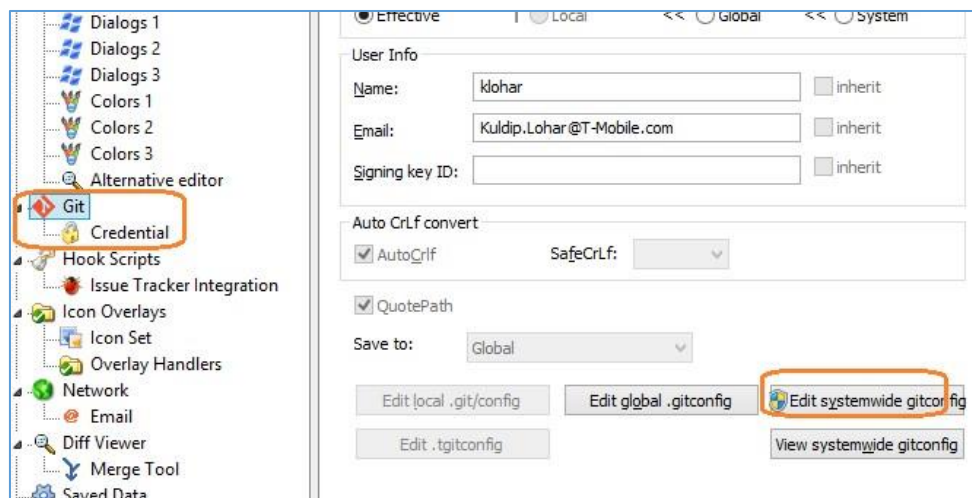 Dialogs 1
Dialogs 2
Dialogs 3
Colors 1
Colors 2
Colors 3
Alternative editor
Git
Credential
Hook Scripts
Issue Tracker Integration
Icon Overlays
Icon Set
Overlay Handlers
Network
Email
Diff Viewer
Merge Tool
Saved Data
Effective Local << Global << System
User Info
Name: klohar inherit
Email: Kuldip.Lohar@T-Mobile.com inherit
Signing key ID: inherit
Auto CrLf convert
AutoCrlf SafeCrLf:
QuotePath
Save to: Global
Edit local .git/config Edit global .gitconfig Edit systemwide gitconfig
Edit .tgitconfig View systemwide gitconfig